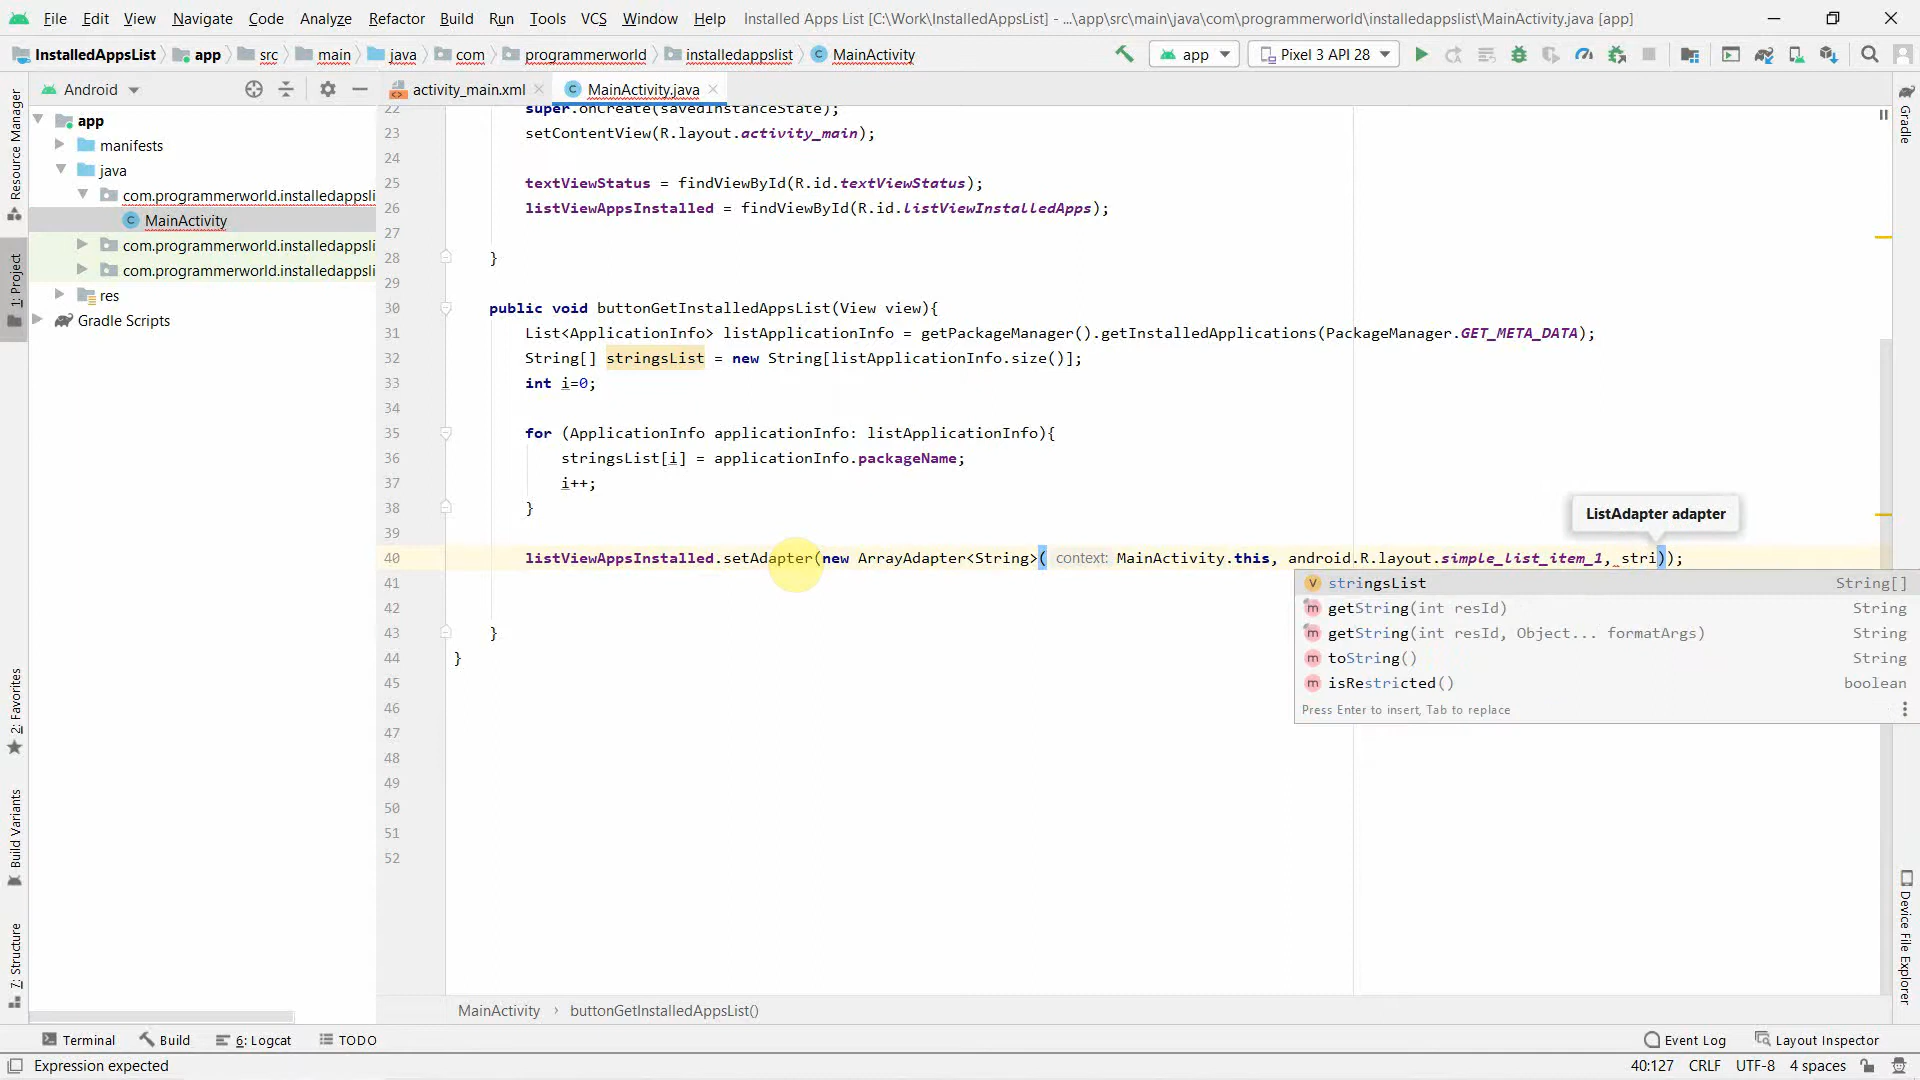 File Edit View Navigate Code Analyze Refactor Build Run Tools VCS Window Help Installed Apps List [C:\Work\InstalledAppsList] - ...\app\src\main\java\com\programmerworld\installedappslist\MainActivity.java [app]
InstalledAppsList app src main java com programmerworld installedappslist MainActivity app Pixel 3 API 28
Android activity_main.xml MainActivity.java
app
manifests
java
com.programmerworld.installedappsli
MainActivity
com.programmerworld.installedappsli
com.programmerworld.installedappsli
res
Gradle Scripts
Resource Manager
1: Project
2: Favorites
Build Variants
7: Structure
22 super.onCreate(savedInstanceState);
23 setContentView(R.layout.activity_main);
24
25 textViewStatus = findViewById(R.id.textViewStatus);
26 listViewAppsInstalled = findViewById(R.id.listViewInstalledApps);
27
28 }
29
30 public void buttonGetInstalledAppsList(View view){
31 List<ApplicationInfo> listApplicationInfo = getPackageManager().getInstalledApplications(PackageManager.GET_META_DATA);
32 String[] stringsList = new String[listApplicationInfo.size()];
33 int i=0;
34
35 for (ApplicationInfo applicationInfo: listApplicationInfo){
36 stringsList[i] = applicationInfo.packageName;
37 i++;
38 }
39
ListAdapter adapter
40 listViewAppsInstalled.setAdapter(new ArrayAdapter<String>( context: MainActivity.this, android.R.layout.simple_list_item_1, stri));
41
42
43 }
44 }
45
46
47
48
49
50
51
52
V stringsList String[]
m getString(int resId) String
m getString(int resId, Object... formatArgs) String
m toString() String
m isRestricted() boolean
Press Enter to insert, Tab to replace
Gradle
Device File Explorer
MainActivity › buttonGetInstalledAppsList()
Terminal Build 6: Logcat TODO Event Log Layout Inspector
Expression expected 40:127 CRLF UTF-8 4 spaces